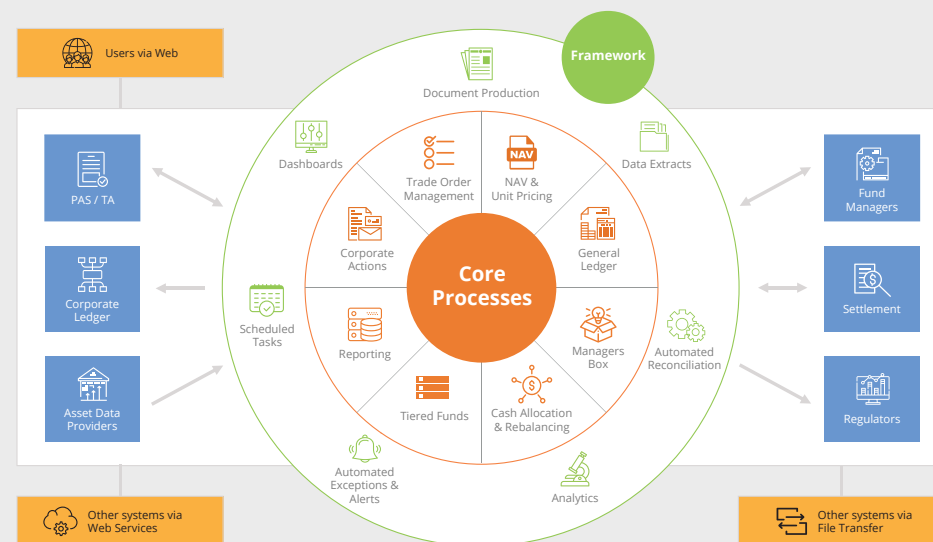 Users via Web
Framework
Document Production
Dashboards
Data Extracts
Trade Order
Management
NAV
NAV &
Unit Pricing
PAS / TA
Fund
Managers
Corporate
Actions
General
Ledger
Core
Processes
Corporate
Ledger
Settlement
Scheduled
Tasks
Reporting
Managers
Box
Automated
Reconciliation
Asset Data
Providers
Tiered Funds
Cash Allocation
& Rebalancing
Regulators
Automated
Exceptions &
Alerts
Analytics
Other systems via
Web Services
Other systems via
File Transfer